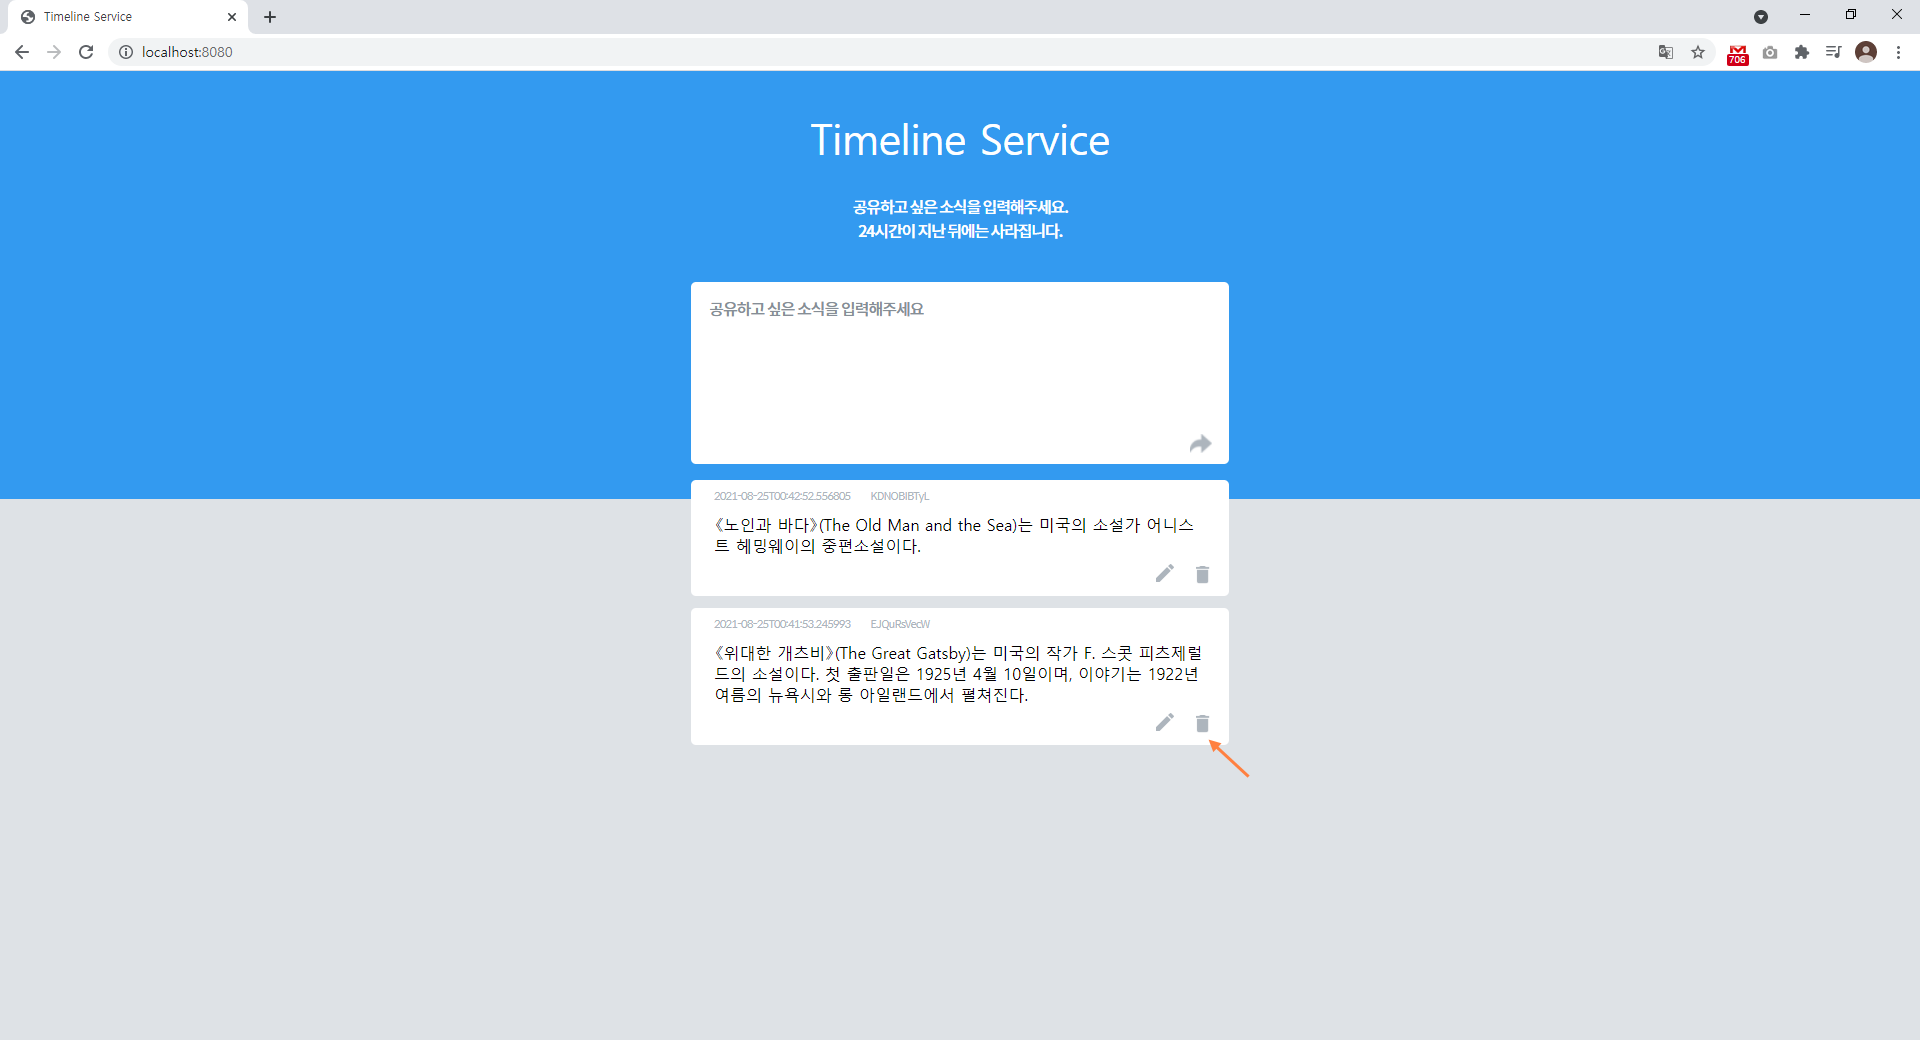 Timeline Service
localhost:8080
706
Timeline Service
공유하고 싶은 소식을 입력해주세요.
24시간이 지난 뒤에는 사라집니다.
공유하고 싶은 소식을 입력해주세요
2021-08-25T00:42:52.556805 KDNOBIBTyL
《노인과 바다》(The Old Man and the Sea)는 미국의 소설가 어니스
트 헤밍웨이의 중편소설이다.
2021-08-25T00:41:53.245993 EJQuRsVecW
《위대한 개츠비》(The Great Gatsby)는 미국의 작가 F. 스콧 피츠제럴
드의 소설이다. 첫 출판일은 1925년 4월 10일이며, 이야기는 1922년
여름의 뉴욕시와 롱 아일랜드에서 펼쳐진다.